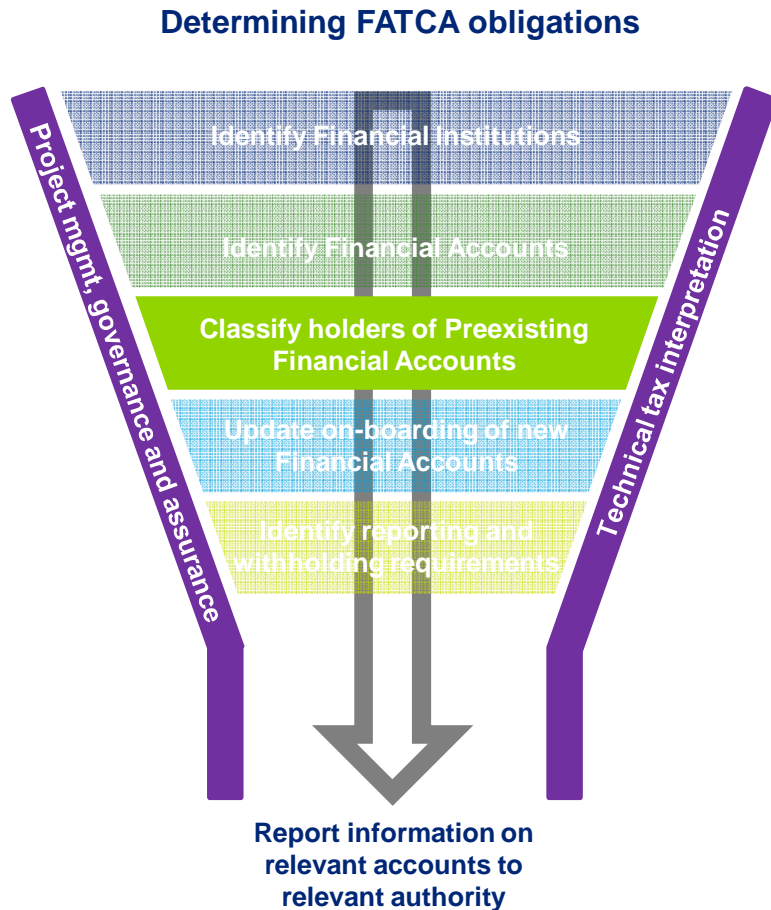 Determining FATCA obligations
Project mgmt, governance and assurance
Identify Financial Institutions
Identify Financial Accounts
Classify holders of Preexisting
Financial Accounts
Update on-boarding of new
Financial Accounts
Identify reporting and
withholding requirements
Technical tax interpretation
Report information on
relevant accounts to
relevant authority